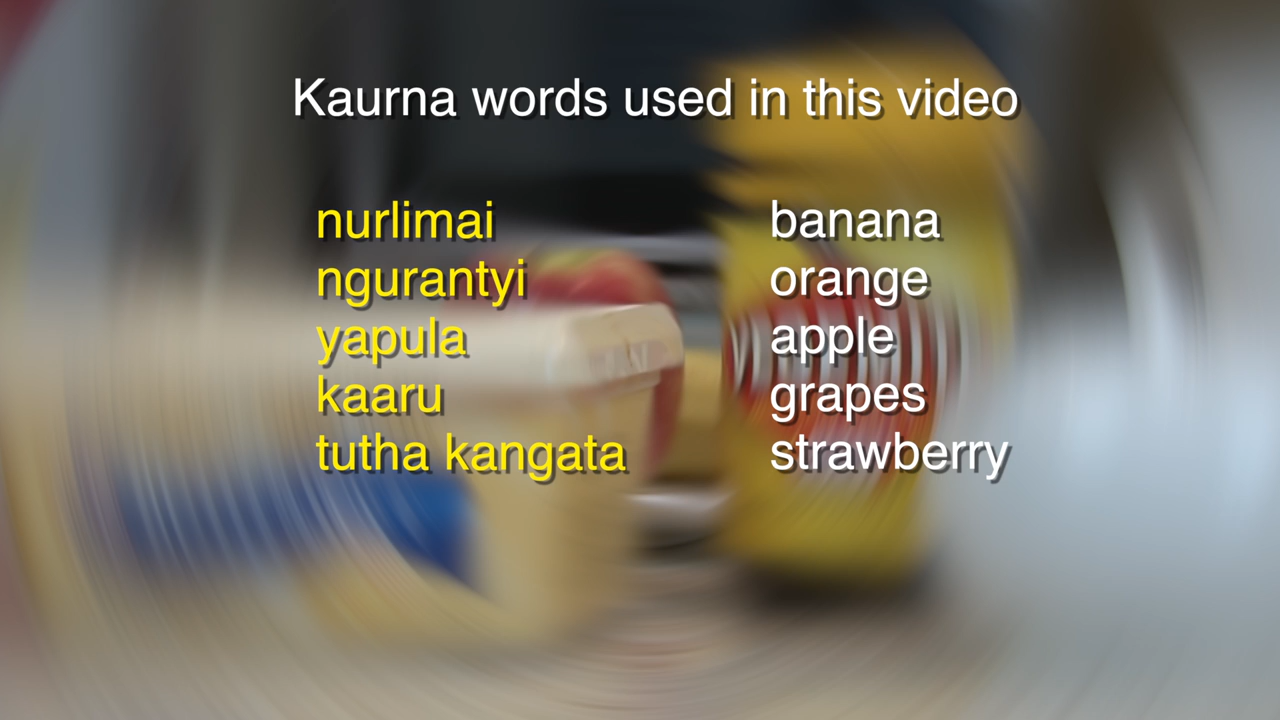 Kaurna words used in this video
nurlimai banana
ngurantyi orange
yapula apple
kaaru grapes
tutha kangata strawberry